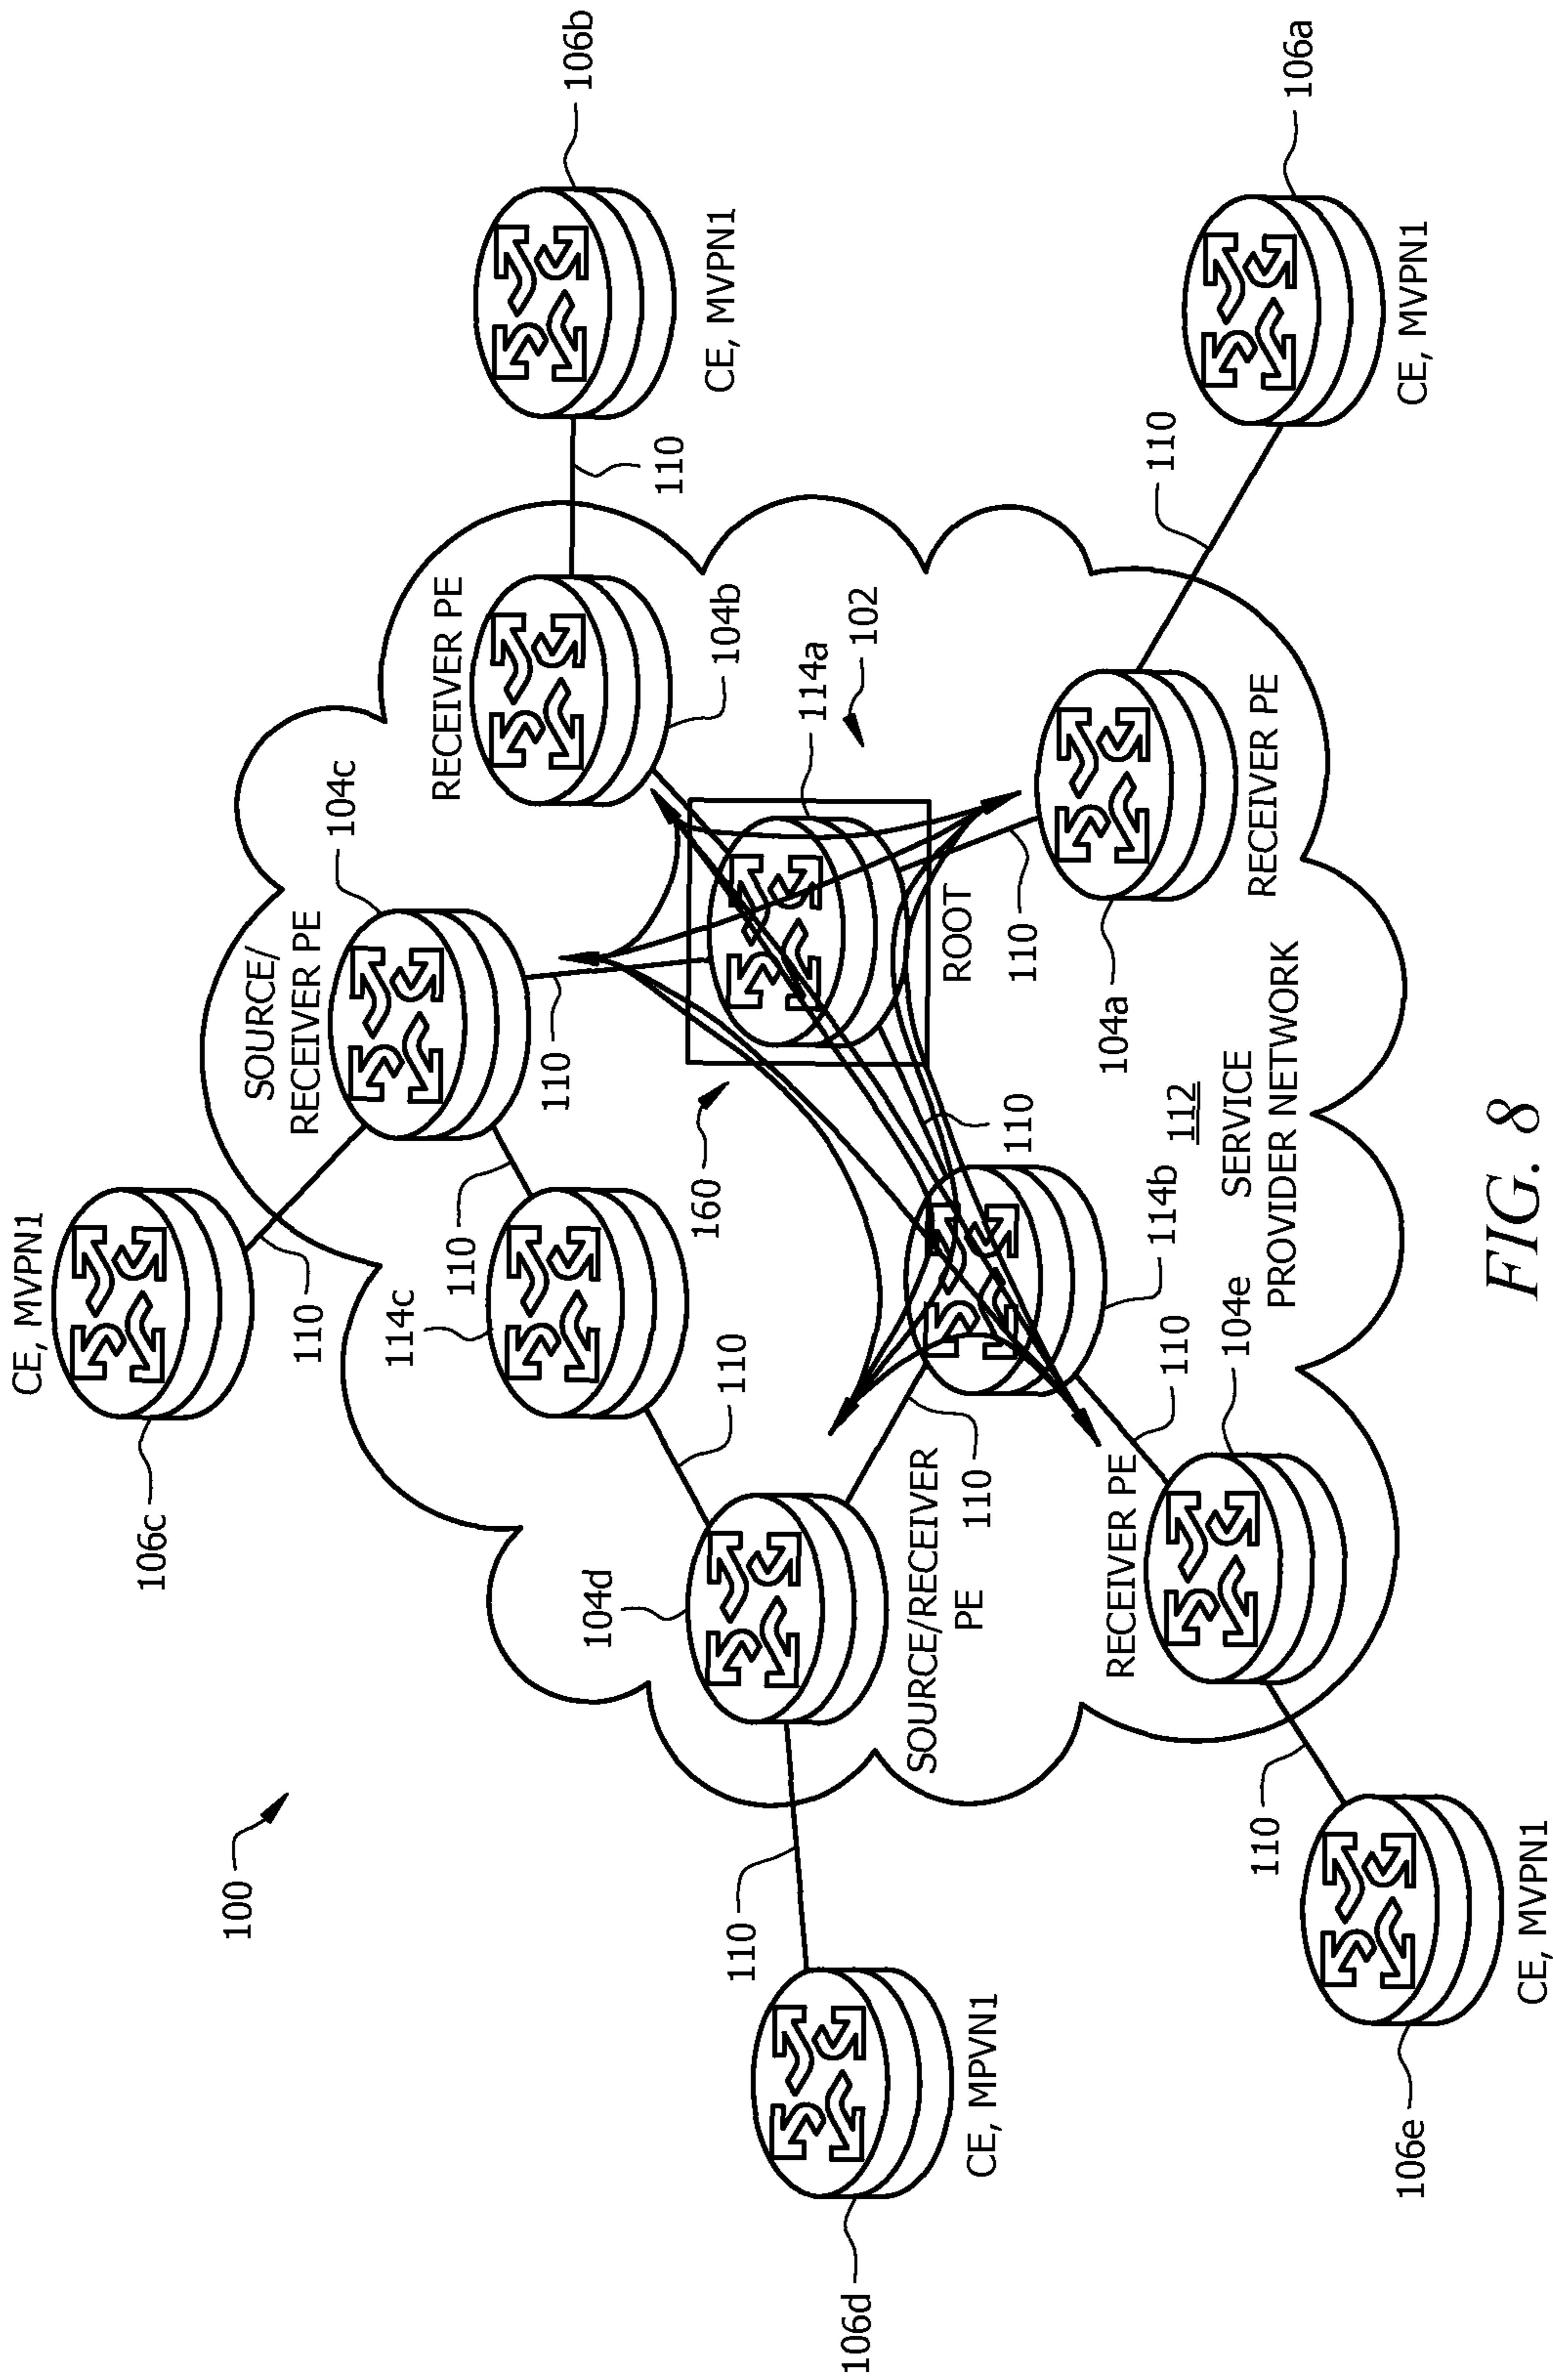 100
CE, MVPN1
106c
110
SOURCE/
RECEIVER PE
104c
RECEIVER PE
106b
110
CE, MVPN1
104b
114c
110
110
110
104d
110
160
114a
102
ROOT
110
110
110
SOURCE/RECEIVER
PE
110
106d
CE, MPVN1
114b
104a
110
106a
RECEIVER PE
110
104e
112
SERVICE
PROVIDER NETWORK
RECEIVER PE
CE, MVPN1
110
106e
CE, MVPN1
FIG. 8